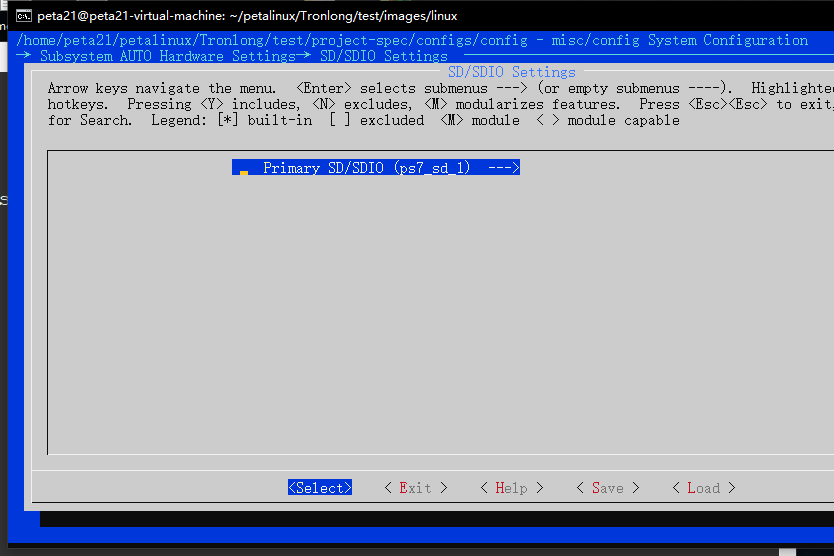 peta21@peta21-virtual-machine: ~/petalinux/Tronlong/test/images/linux
/home/peta21/petalinux/Tronlong/test/project-spec/configs/config - misc/config System Configuration
→ Subsystem AUTO Hardware Settings → SD/SDIO Settings
SD/SDIO Settings
Arrow keys navigate the menu. <Enter> selects submenus ---> (or empty submenus ----). Highlighted
hotkeys. Pressing <Y> includes, <N> excludes, <M> modularizes features. Press <Esc><Esc> to exit,
for Search. Legend: [*] built-in [ ] excluded <M> module < > module capable
Primary SD/SDIO (ps7_sd_1) --->
<Select> < Exit > < Help > < Save > < Load >